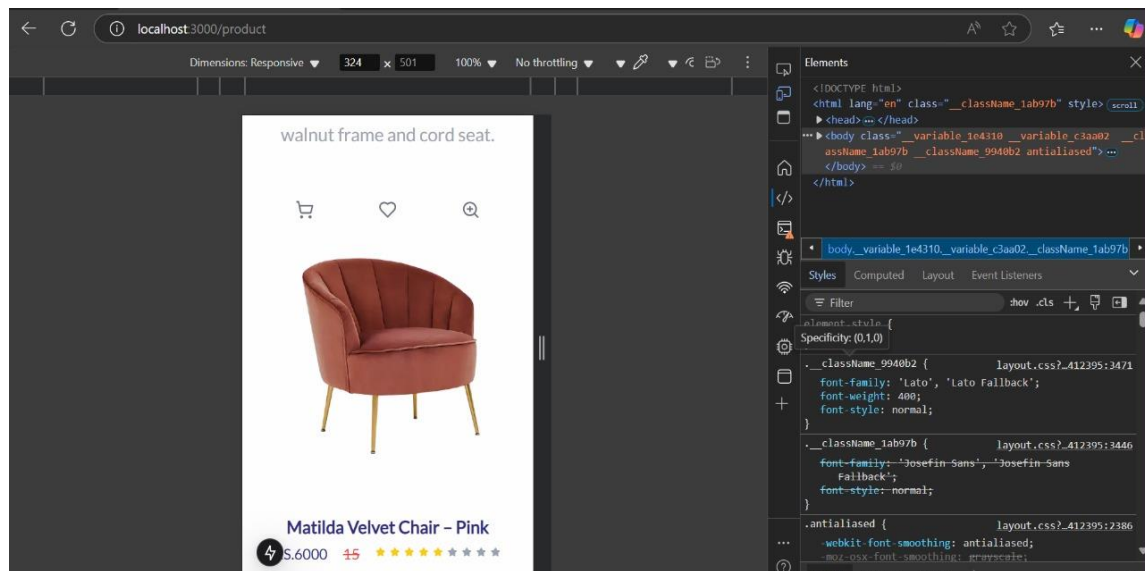 localhost:3000/product
Dimensions: Responsive 324 x 501 100% No throttling
Elements
<!DOCTYPE html>
<html lang="en" class="__className_1ab97b" style> scroll
<head> ... </head>
... <body class="__variable_1e4310 __variable_c3aa02 __cl
assName_1ab97b __className_9940b2 antialiased"> ...
</body> == $0
</html>
body.__variable_1e4310.__variable_c3aa02.__className_1ab97b
Styles Computed Layout Event Listeners
Filter :hov .cls
element.style {
Specificity: (0,1,0)
.__className_9940b2 { layout.css?…412395:3471
font-family: 'Lato', 'Lato Fallback';
font-weight: 400;
font-style: normal;
}
.__className_1ab97b { layout.css?…412395:3446
font-family: 'Josefin Sans', 'Josefin Sans
Fallback';
font-style: normal;
}
.antialiased { layout.css?…412395:2386
-webkit-font-smoothing: antialiased;
-moz-osx-font-smoothing: grayscale;
walnut frame and cord seat.
Matilda Velvet Chair – Pink
S.6000 15